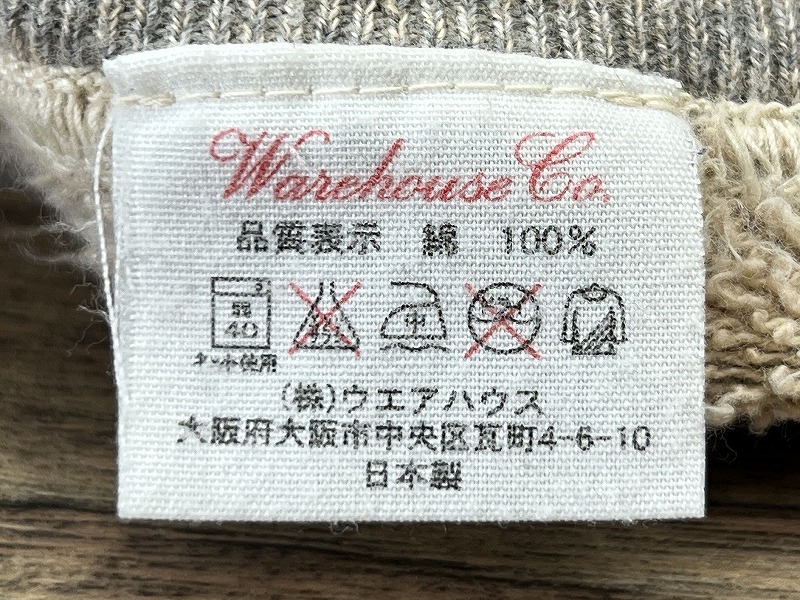 Warehouse Co.
品質表示 綿 100%
弱
40 中
ネット使用
(株)ウエアハウス
大阪府大阪市中央区瓦町4-6-10
日本製